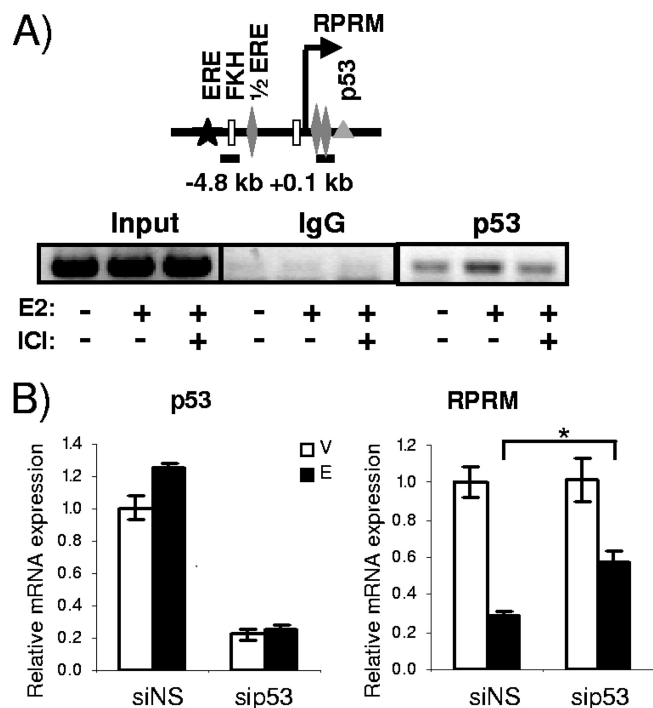 A)
RPRM
ERE
FKH
½ ERE
p53
-4.8 kb +0.1 kb
Input IgG p53
E2: - + + - + + - + +
ICI: - - + - - + - - +
B)
p53
Relative mRNA expression
1.4
1.2
1.0
0.8
0.6
0.4
0.2
0.0
V
E
siNS sip53
RPRM
*
Relative mRNA expression
1.2
1.0
0.8
0.6
0.4
0.2
0.0
siNS sip53